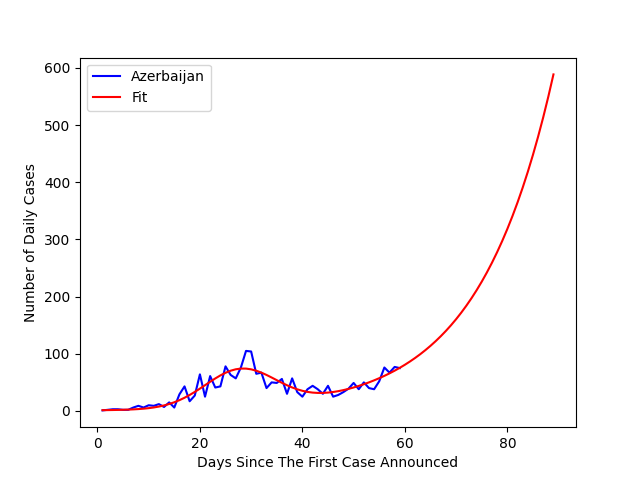 Azerbaijan
Fit
Number of Daily Cases
600
500
400
300
200
100
0
0 20 40 60 80
Days Since The First Case Announced